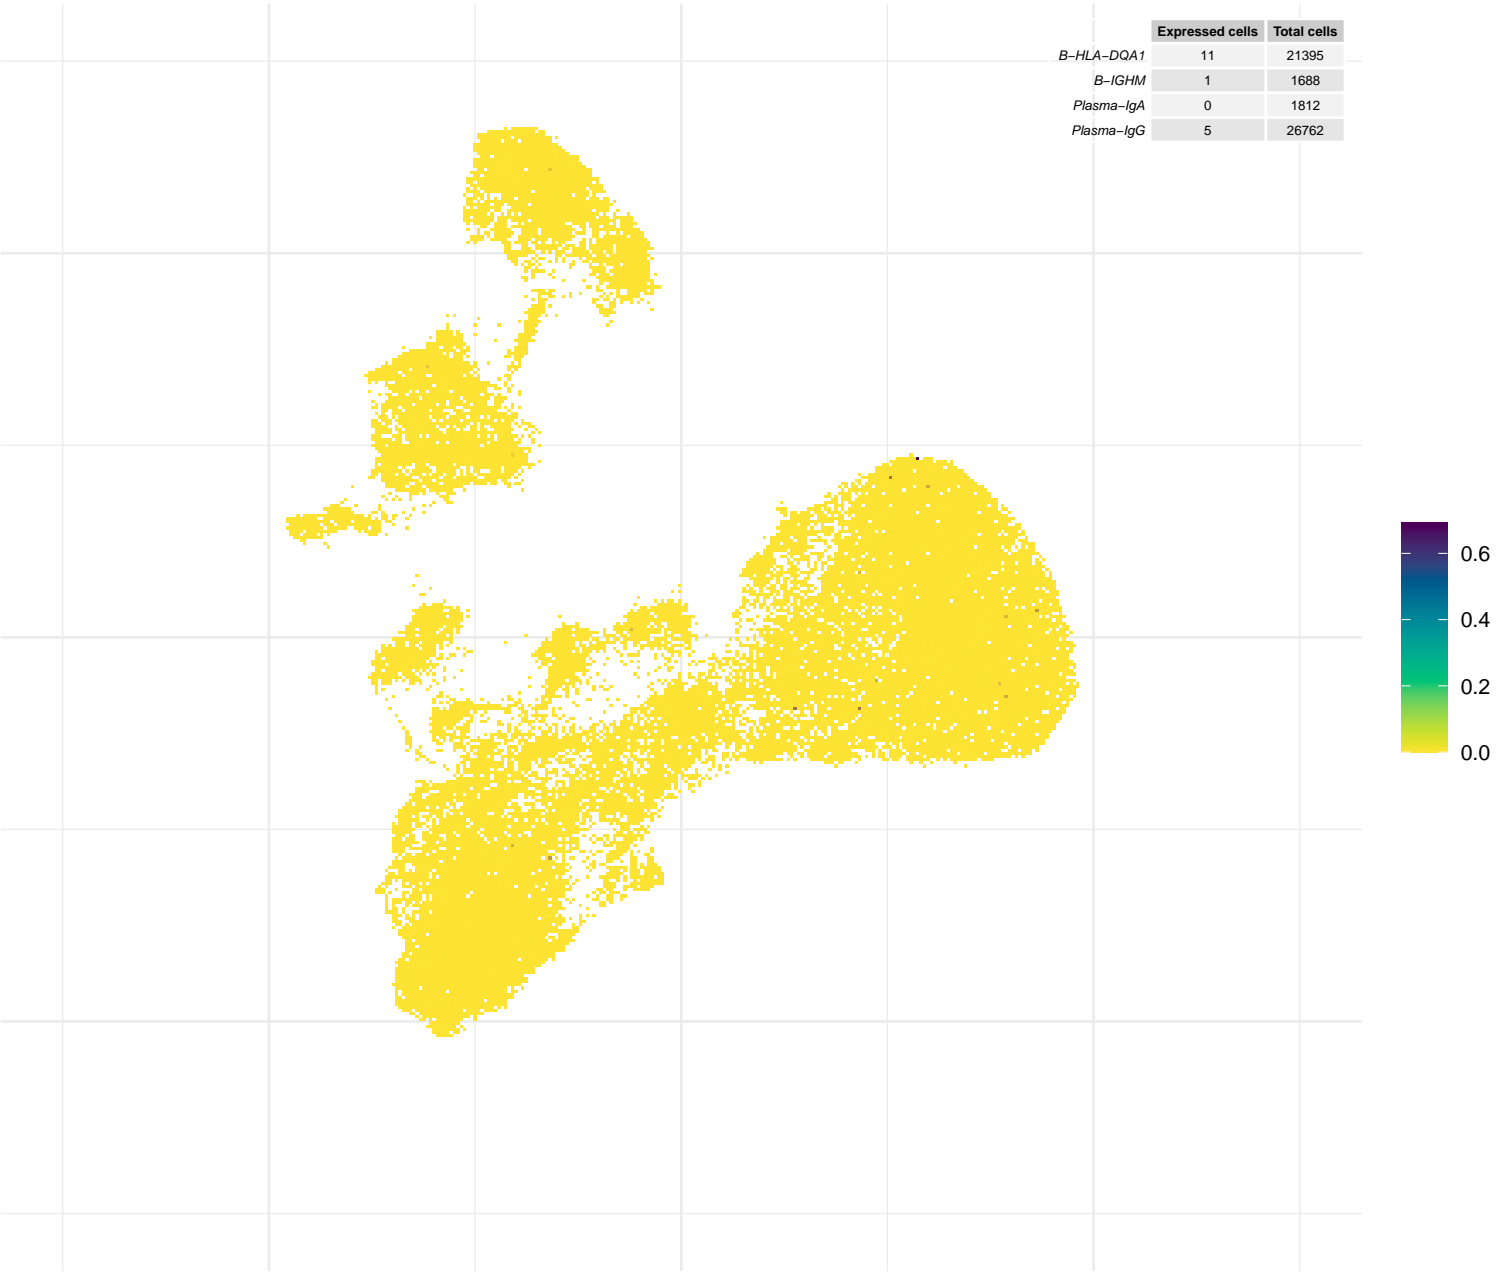 Expressed cells Total cells
B−HLA−DQA1 11 21395
B−IGHM 1 1688
Plasma−IgA 0 1812
Plasma−IgG 5 26762
0.6
0.4
0.2
0.0